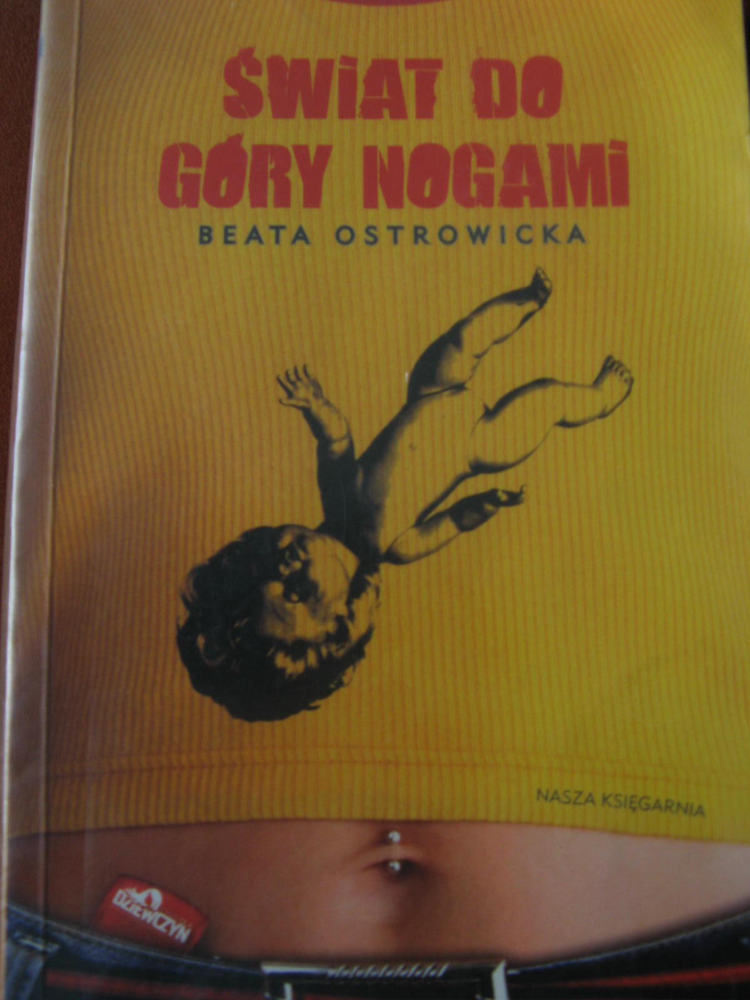 ŚWiAT DO
GÓRY NOGAMi
BEATA OSTROWICKA
NASZA KSIĘGARNIA
DZIEWCZYN